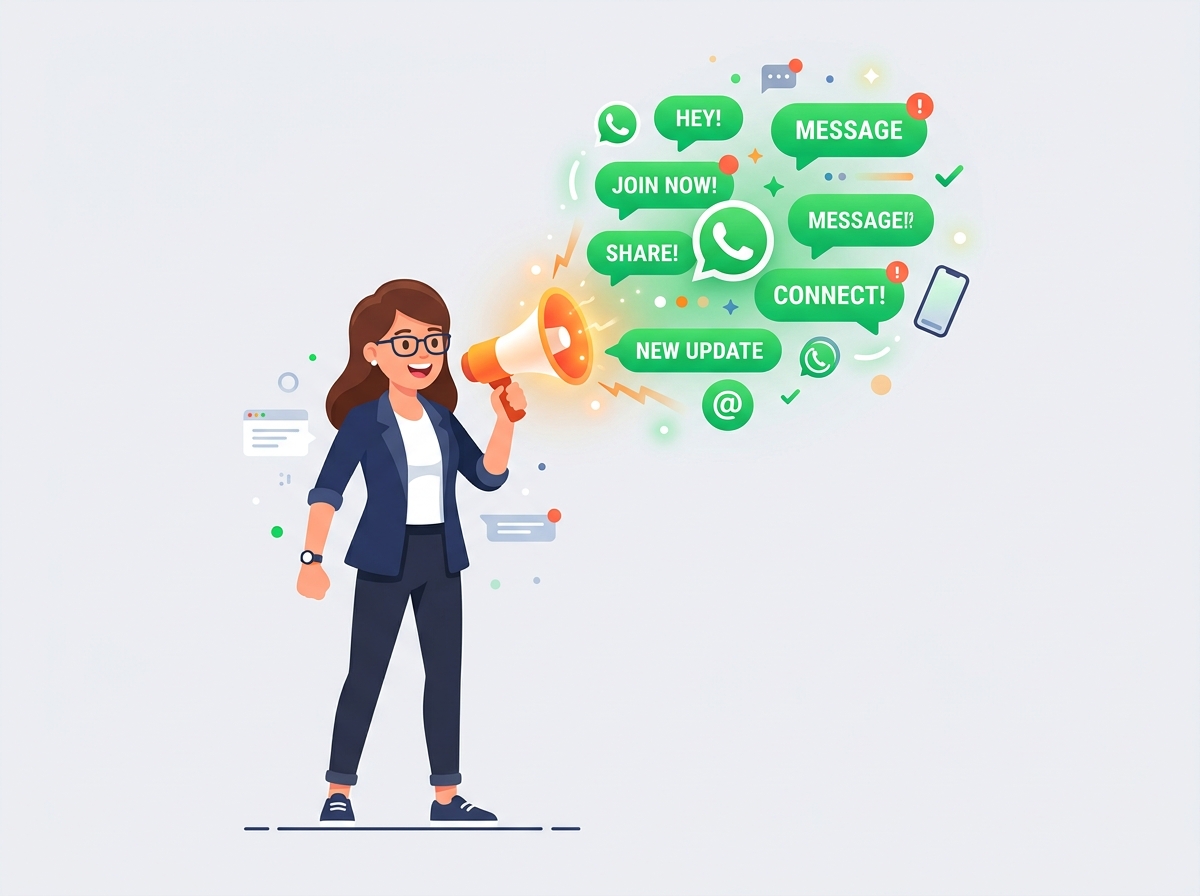 HEY!
MESSAGE
!
JOIN NOW!
MESSAGE!?
SHARE!
CONNECT!
!
NEW UPDATE
@